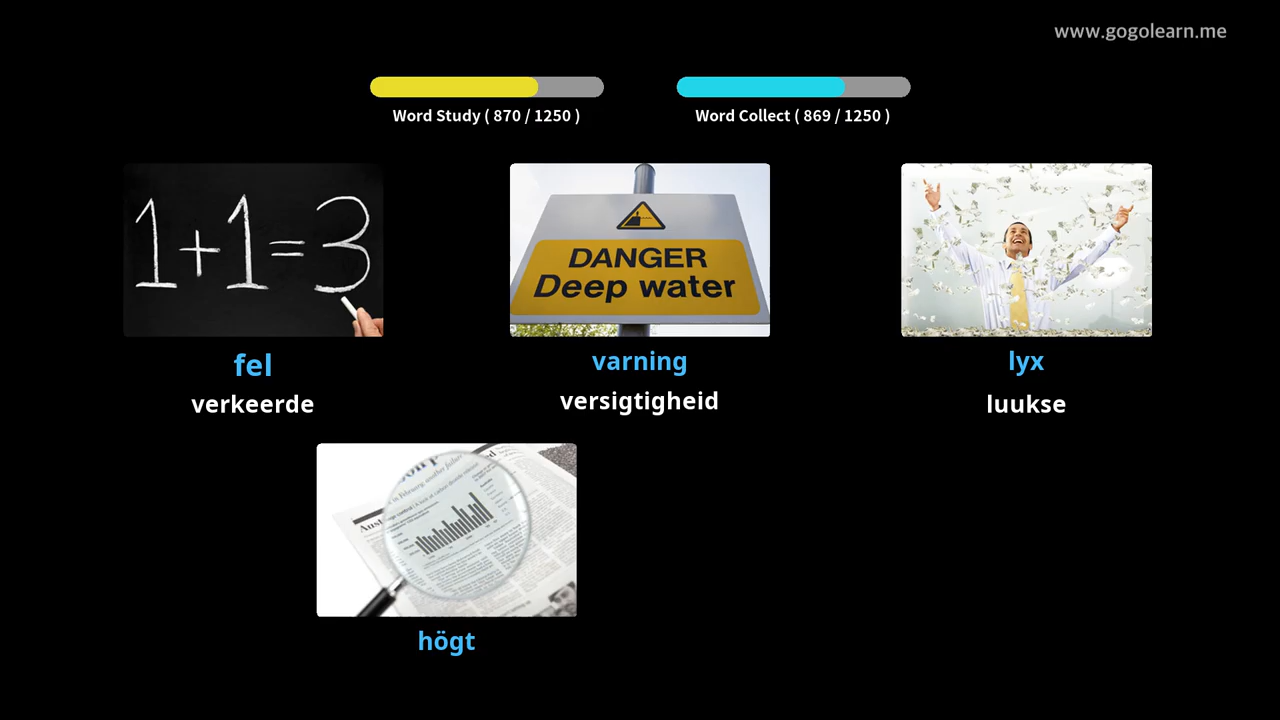 www.gogolearn.me
Word Study ( 870 / 1250 )
Word Collect ( 869 / 1250 )
1+1=3
DANGER
Deep water
fel
varning
lyx
verkeerde
versigtigheid
luukse
högt